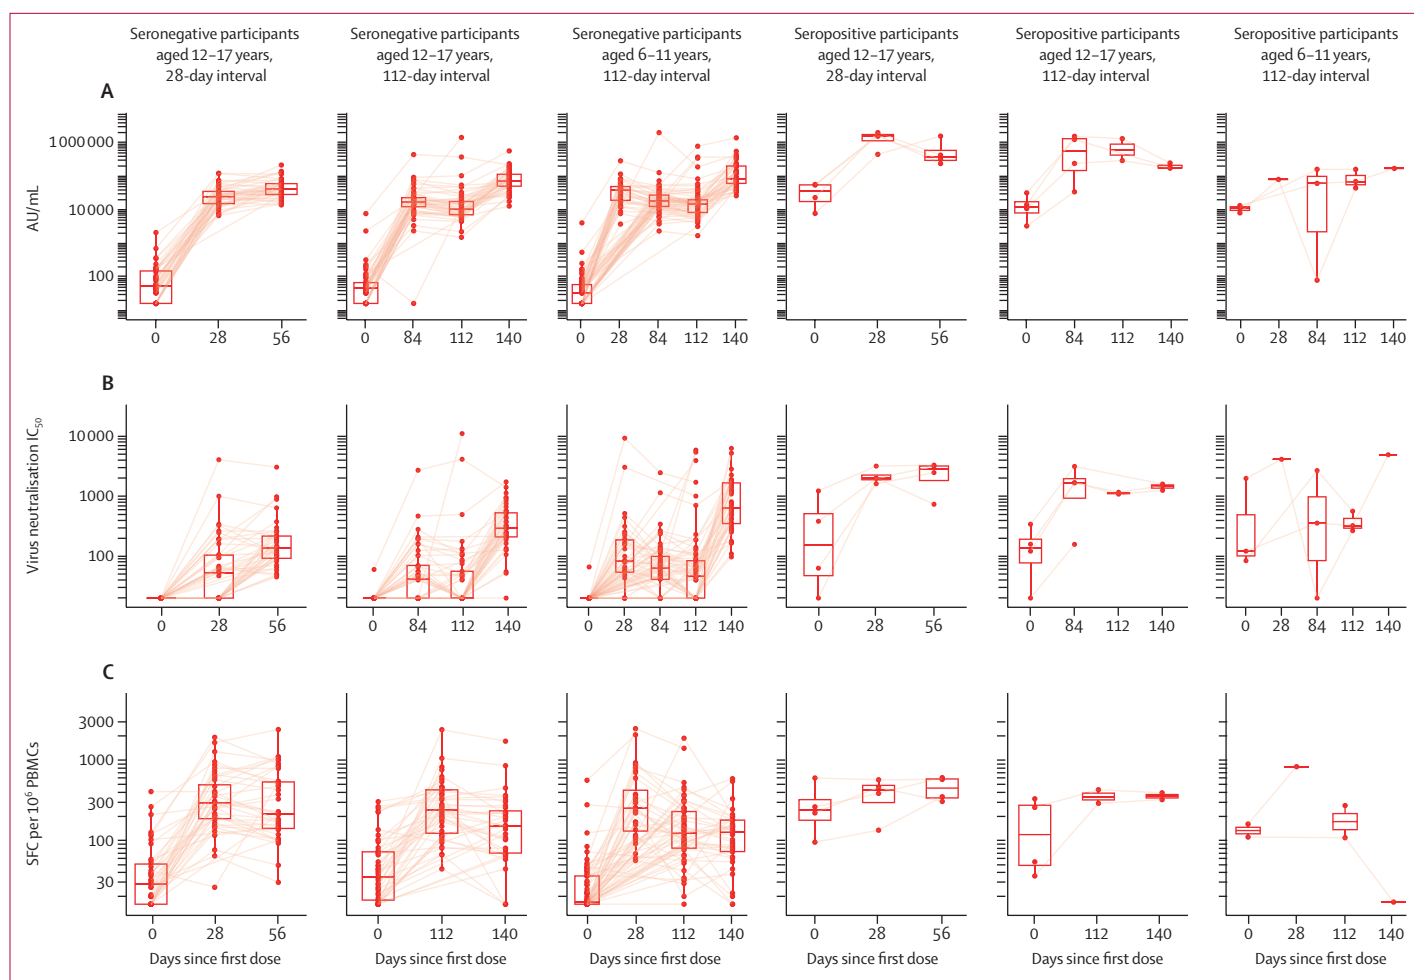 Seronegative participants
aged 12–17 years,
28-day interval
Seronegative participants
aged 12–17 years,
112-day interval
Seronegative participants
aged 6–11 years,
112-day interval
Seropositive participants
aged 12–17 years,
28-day interval
Seropositive participants
aged 12–17 years,
112-day interval
Seropositive participants
aged 6–11 years,
112-day interval
A
AU/mL
1000000
10000
100
0 28 56
0 84 112 140
0 28 84 112 140
0 28 56
0 84 112 140
0 28 84 112 140
B
Virus neutralisation IC50
10000
1000
100
0 28 56
0 84 112 140
0 28 84 112 140
0 28 56
0 84 112 140
0 28 84 112 140
C
SFC per 10⁶ PBMCs
3000
1000
300
100
30
0 28 56
0 112 140
0 28 112 140
0 28 56
0 112 140
0 28 112 140
Days since first dose
Days since first dose
Days since first dose
Days since first dose
Days since first dose
Days since first dose